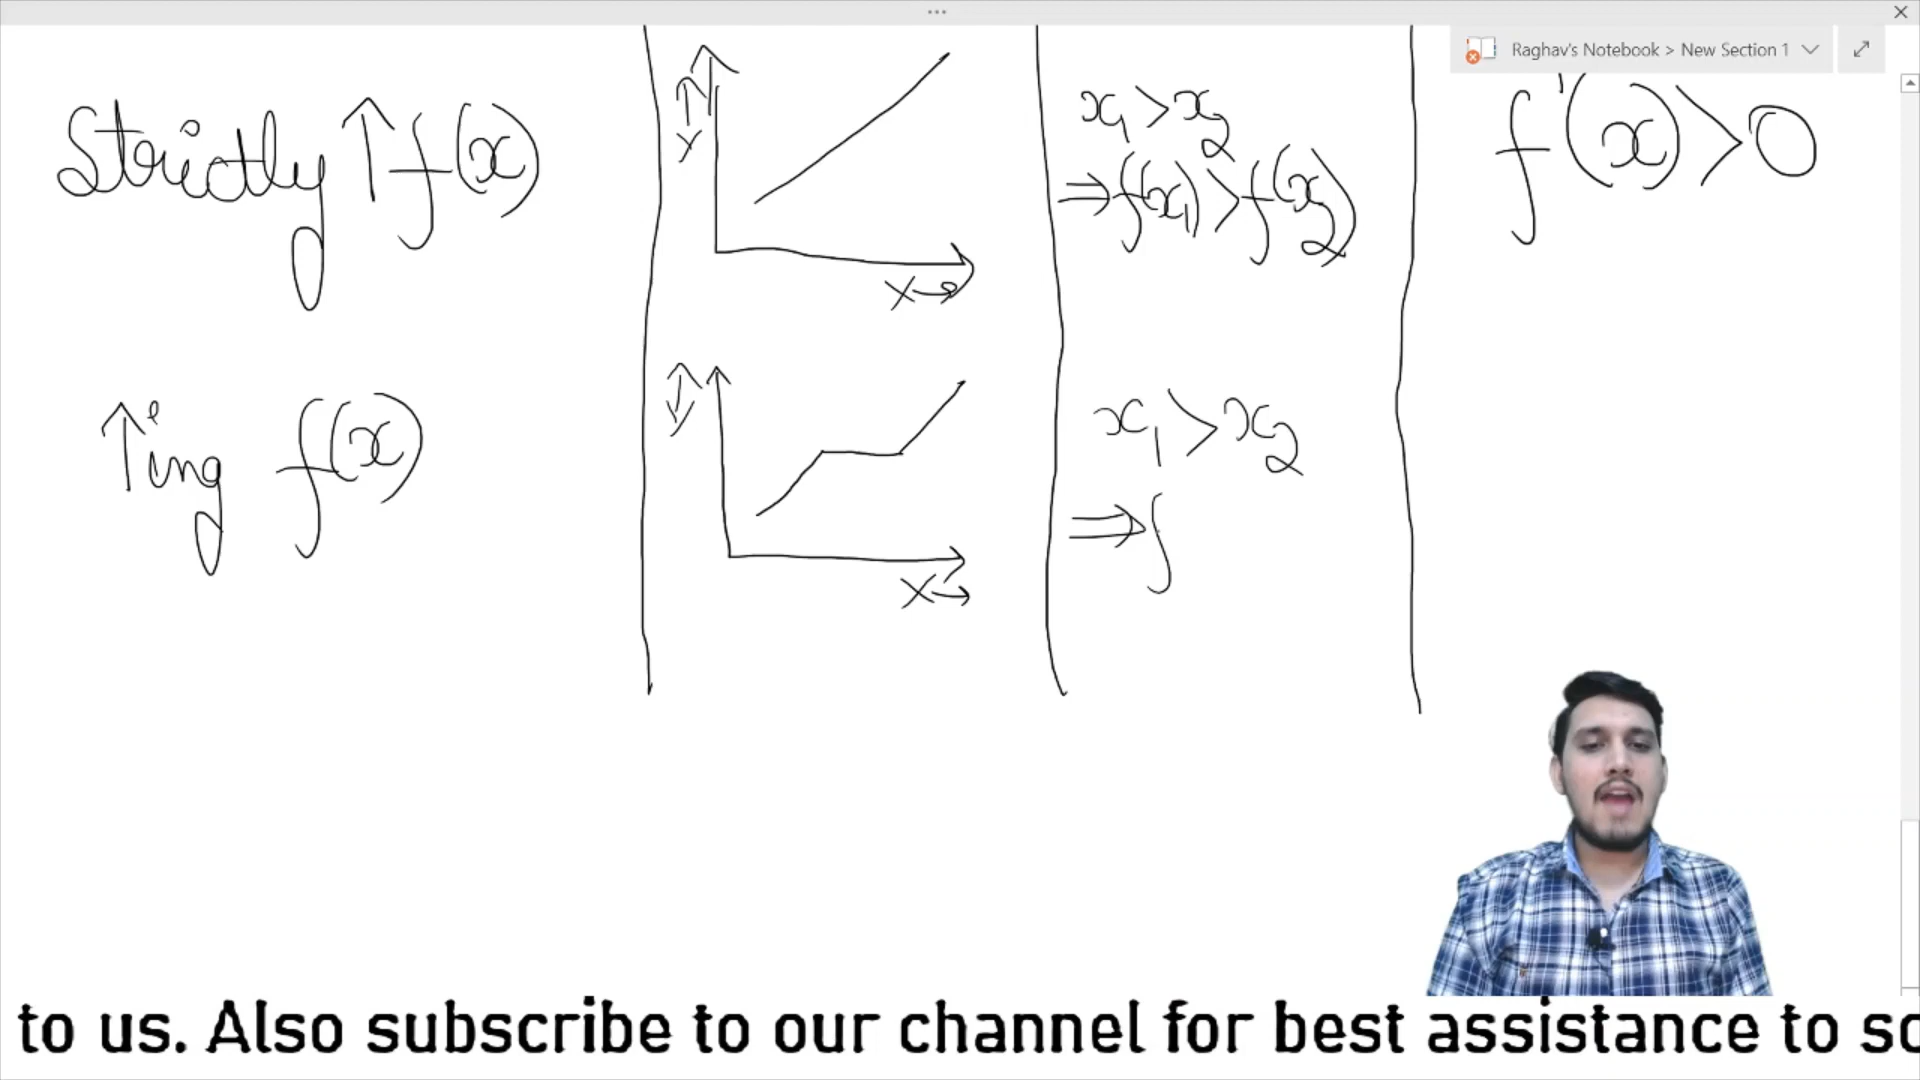 Raghav's Notebook > New Section 1
Strictly ↑ f(x)
Y→
X→
x₁ > x₂
⇒ f(x₁) > f(x₂)
f'(x) > 0
↑ing f(x)
Y→
X→
x₁ > x₂
⇒ f
to us. Also subscribe to our channel for best assistance to sc